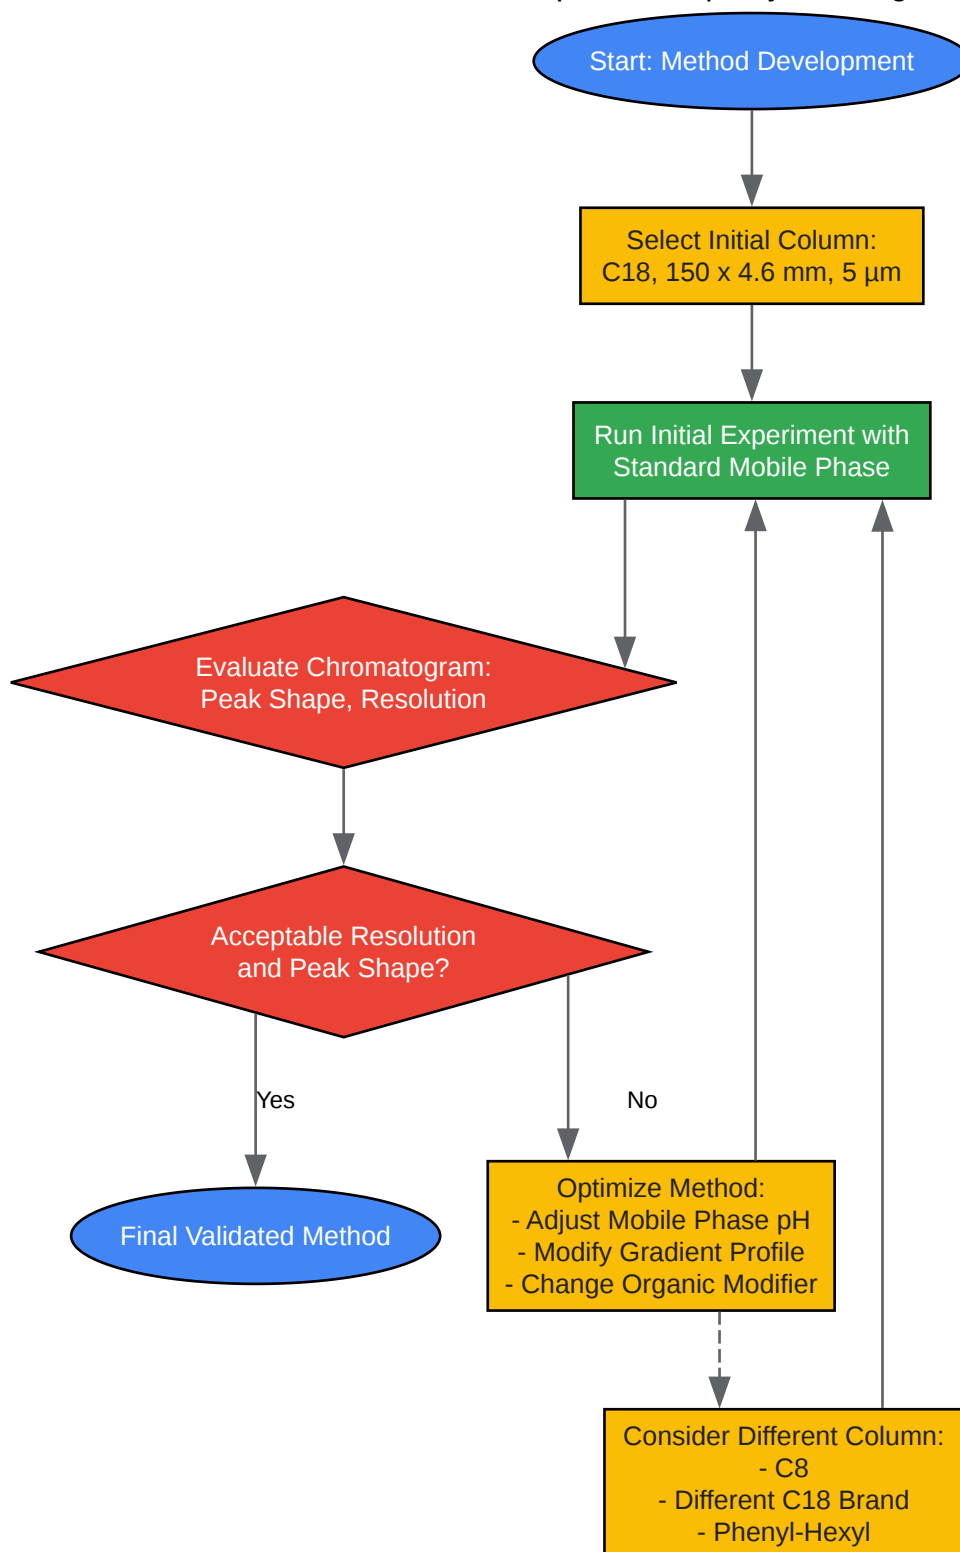 Start: Method Development
Select Initial Column:
C18, 150 x 4.6 mm, 5 µm
Run Initial Experiment with
Standard Mobile Phase
Evaluate Chromatogram:
Peak Shape, Resolution
Acceptable Resolution
and Peak Shape?
Yes
No
Final Validated Method
Optimize Method:
- Adjust Mobile Phase pH
- Modify Gradient Profile
- Change Organic Modifier
Consider Different Column:
- C8
- Different C18 Brand
- Phenyl-Hexyl